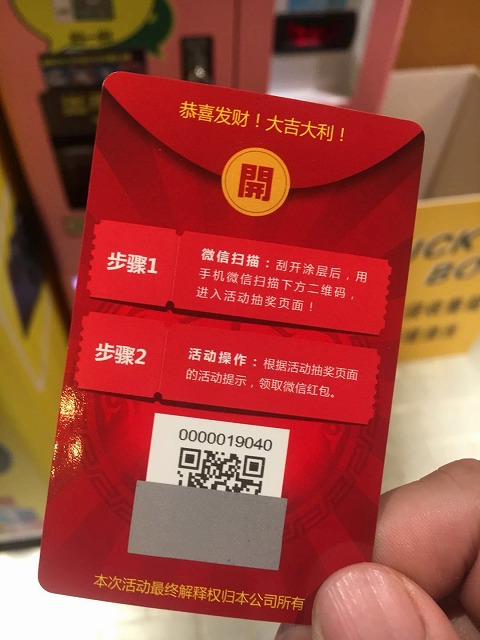 恭喜发财！大吉大利！
開
步骤1
微信扫描：刮开涂层后，用
手机微信扫描下方二维码，
进入活动抽奖页面！
步骤2
活动操作：根据活动抽奖页面
的活动提示，领取微信红包。
0000019040
本次活动最终解释权归本公司所有